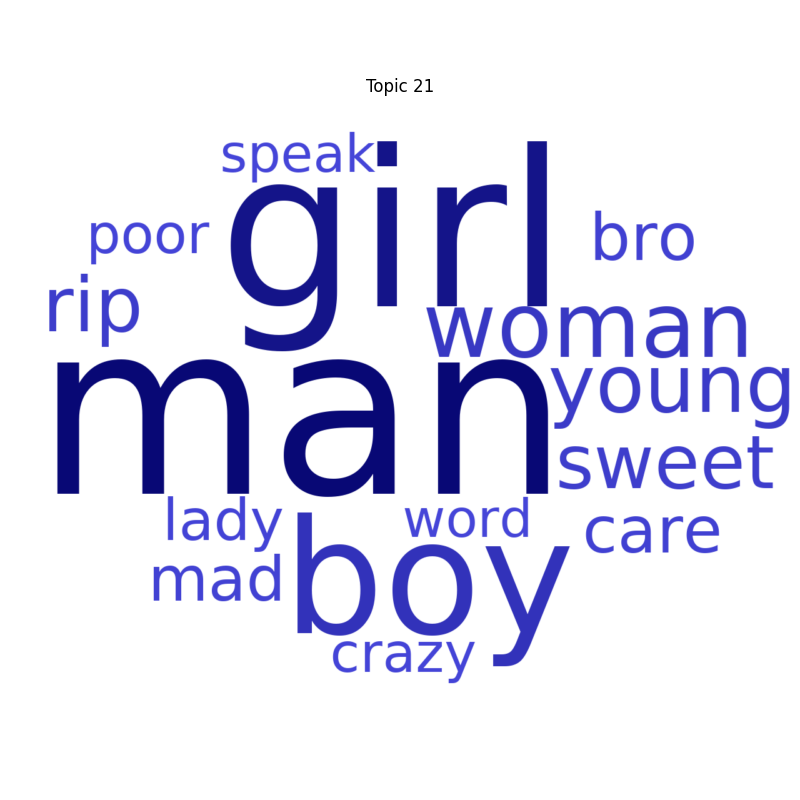 Topic 21
speak
girl
poor
bro
rip
woman
man
young
sweet
lady
word
care
boy
mad
crazy